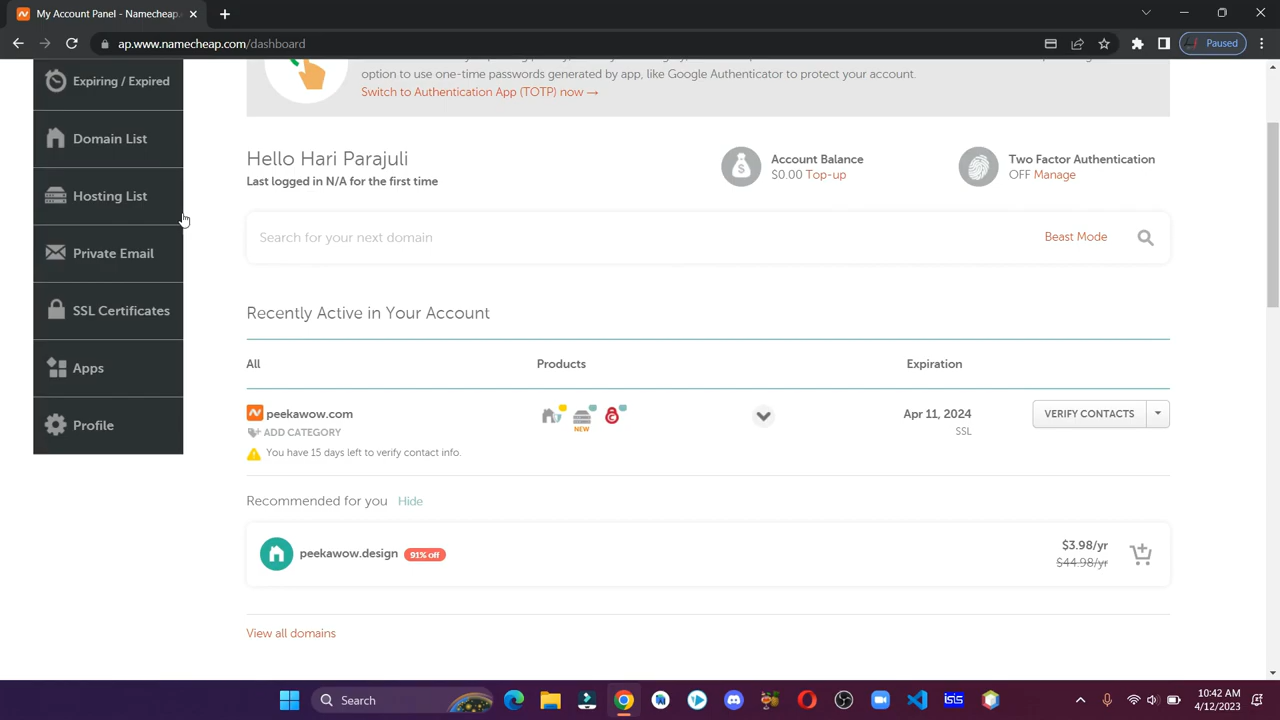 My Account Panel - Namecheap.
ap.www.namecheap.com/dashboard
Paused
Expiring / Expired
Domain List
Hosting List
Private Email
SSL Certificates
Apps
Profile
option to use one-time passwords generated by app, like Google Authenticator to protect your account.
Switch to Authentication App (TOTP) now →
Hello Hari Parajuli
Last logged in N/A for the first time
Account Balance
$0.00 Top-up
Two Factor Authentication
OFF Manage
Search for your next domain
Beast Mode
Recently Active in Your Account
All Products Expiration
peekawow.com
ADD CATEGORY
You have 15 days left to verify contact info.
NEW
Apr 11, 2024
SSL
VERIFY CONTACTS
Recommended for you Hide
peekawow.design 91% off
$3.98/yr
$44.98/yr
View all domains
Search
ISIS
10:42 AM
4/12/2023